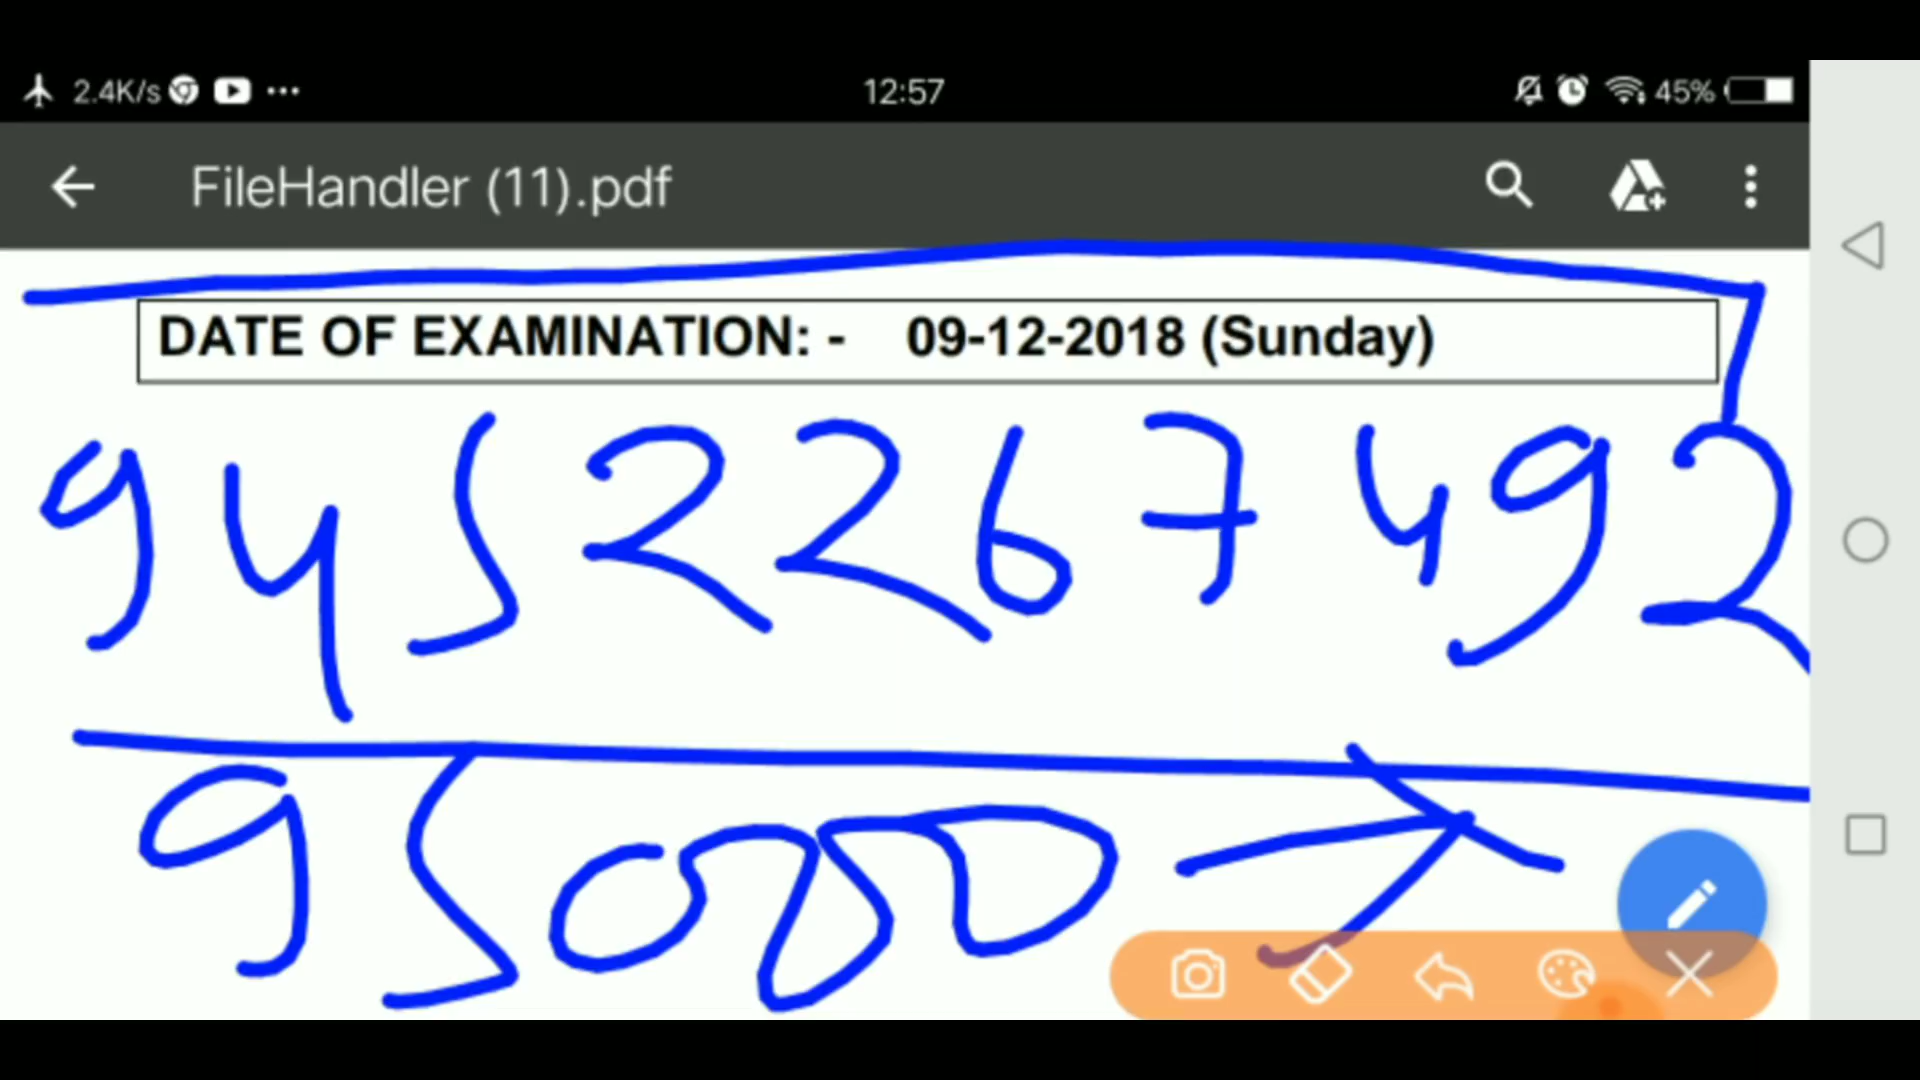 2.4K/s ... 12:57 45%
FileHandler (11).pdf
DATE OF EXAMINATION: - 09-12-2018 (Sunday)
9452267492
95000 →